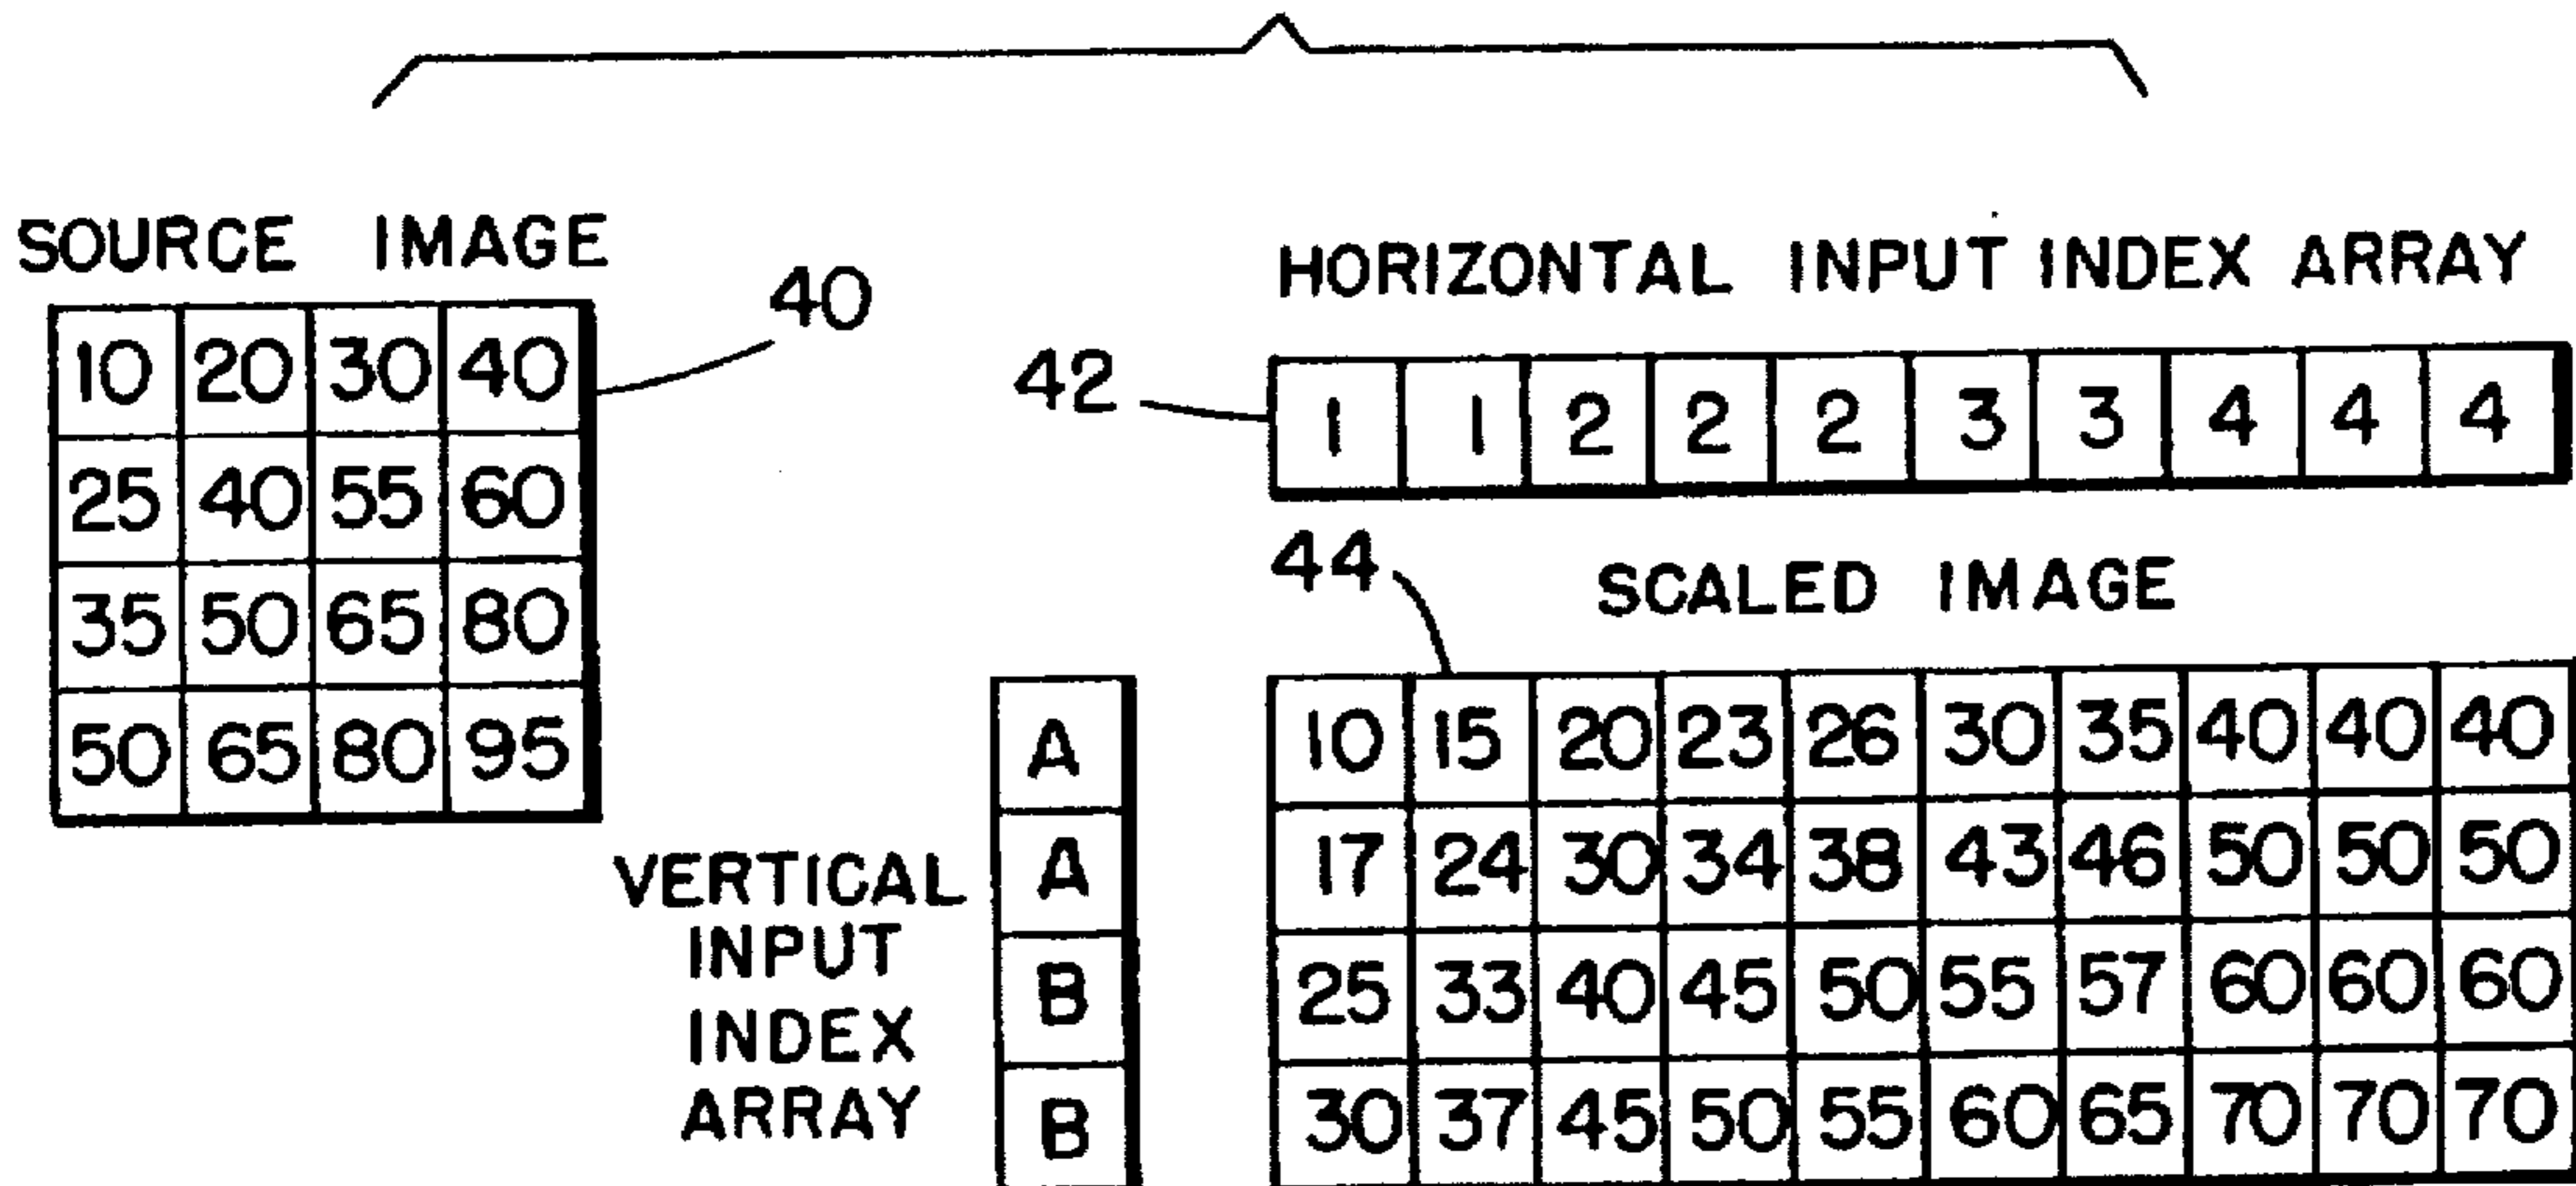 SOURCE IMAGE
40
10 20 30 40
25 40 55 60
35 50 65 80
50 65 80 95
HORIZONTAL INPUT INDEX ARRAY
42
1 1 2 2 2 3 3 4 4 4
44
SCALED IMAGE
VERTICAL
INPUT
INDEX
ARRAY
A
A
B
B
10 15 20 23 26 30 35 40 40 40
17 24 30 34 38 43 46 50 50 50
25 33 40 45 50 55 57 60 60 60
30 37 45 50 55 60 65 70 70 70